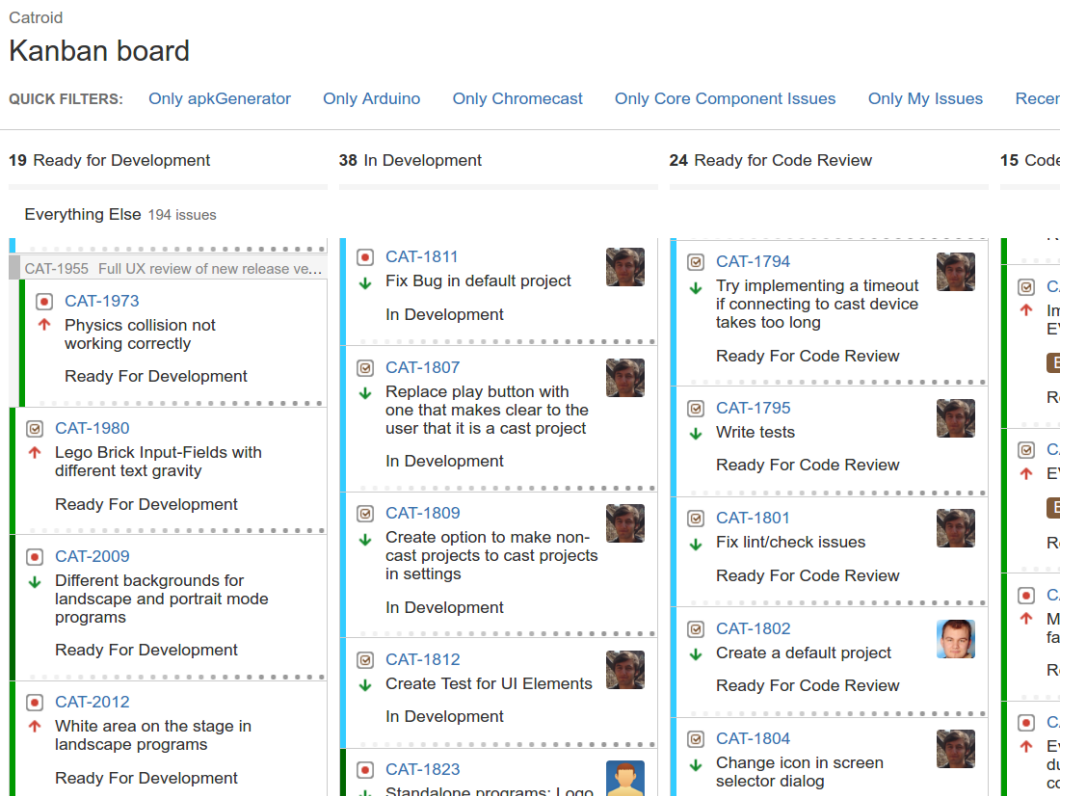 Catroid
Kanban board
QUICK FILTERS: Only apkGenerator Only Arduino Only Chromecast Only Core Component Issues Only My Issues
19 Ready for Development
38 In Development
24 Ready for Code Review
15
Everything Else 194 issues
CAT-1955 Full UX review of new release ve...
CAT-1973
Physics collision not
working correctly
Ready For Development
CAT-1980
Lego Brick Input-Fields with
different text gravity
Ready For Development
CAT-2009
Different backgrounds for
landscape and portrait mode
programs
Ready For Development
CAT-2012
White area on the stage in
landscape programs
Ready For Development
CAT-1811
Fix Bug in default project
In Development
CAT-1807
Replace play button with
one that makes clear to the
user that it is a cast project
In Development
CAT-1809
Create option to make non-
cast projects to cast projects
in settings
In Development
CAT-1812
Create Test for UI Elements
In Development
CAT-1823
Standalone programs: Logo
CAT-1794
Try implementing a timeout
if connecting to cast device
takes too long
Ready For Code Review
CAT-1795
Write tests
Ready For Code Review
CAT-1801
Fix lint/check issues
Ready For Code Review
CAT-1802
Create a default project
Ready For Code Review
CAT-1804
Change icon in screen
selector dialog